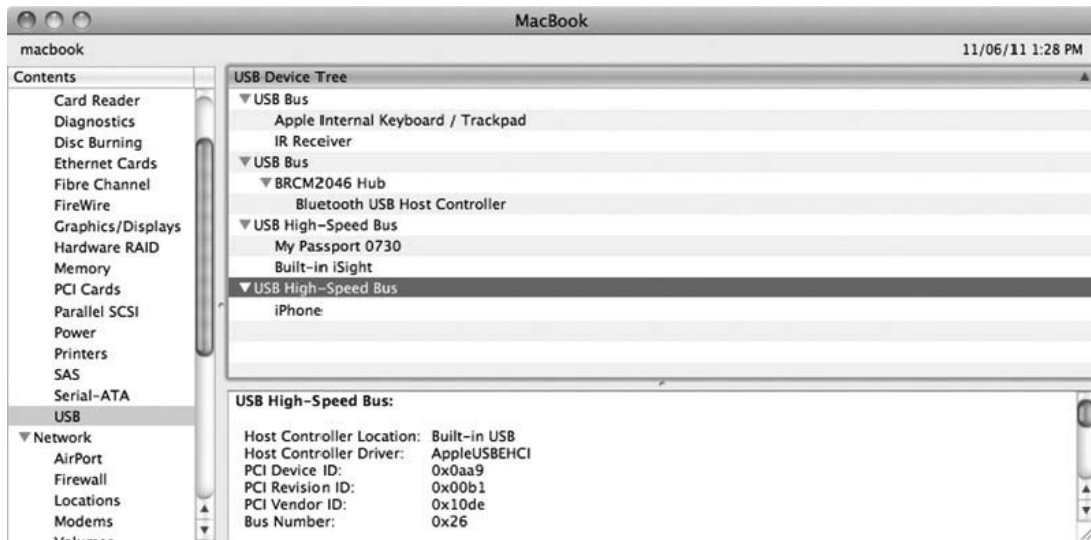 MacBook
macbook 11/06/11 1:28 PM
Contents
Card Reader
Diagnostics
Disc Burning
Ethernet Cards
Fibre Channel
FireWire
Graphics/Displays
Hardware RAID
Memory
PCI Cards
Parallel SCSI
Power
Printers
SAS
Serial-ATA
USB
Network
AirPort
Firewall
Locations
Modems
USB Device Tree
USB Bus
Apple Internal Keyboard / Trackpad
IR Receiver
USB Bus
BRCM2046 Hub
Bluetooth USB Host Controller
USB High-Speed Bus
My Passport 0730
Built-in iSight
USB High-Speed Bus
iPhone
USB High-Speed Bus:
Host Controller Location: Built-in USB
Host Controller Driver: AppleUSBEHCI
PCI Device ID: 0x0aa9
PCI Revision ID: 0x00b1
PCI Vendor ID: 0x10de
Bus Number: 0x26